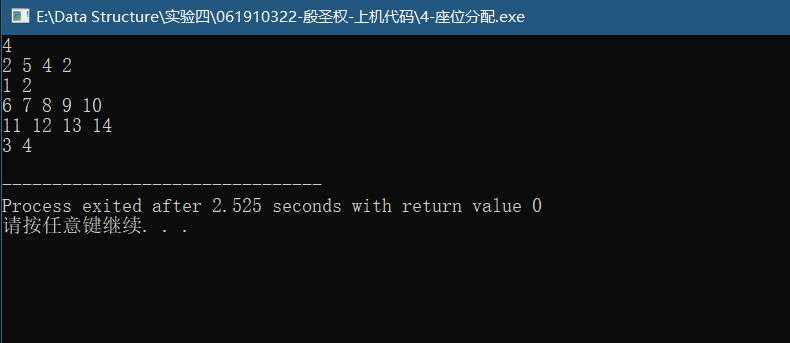 E:\Data Structure\实验四\061910322-殷圣权-上机代码\4-座位分配.exe
4
2 5 4 2
1 2
6 7 8 9 10
11 12 13 14
3 4
--------------------------------
Process exited after 2.525 seconds with return value 0
请按任意键继续. . .